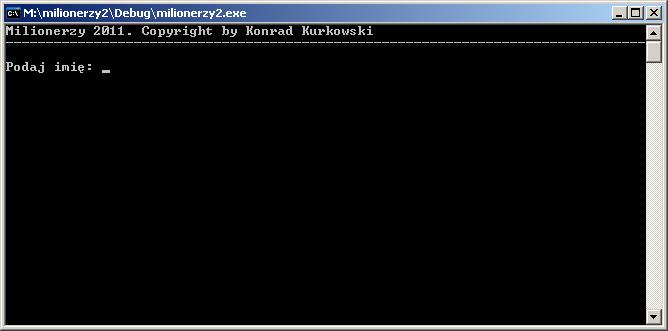 M:\milionerzy2\Debug\milionerzy2.exe
Milionerzy 2011. Copyright by Konrad Kurkowski
Podaj imię: _